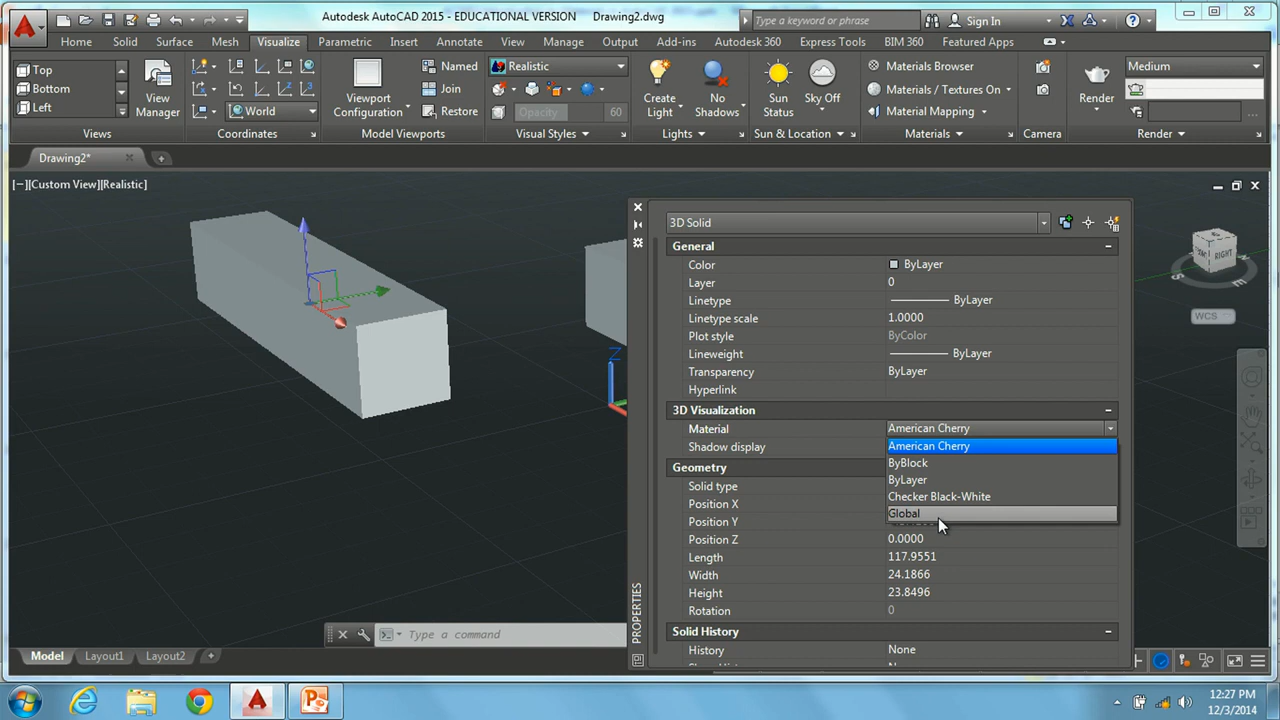 Autodesk AutoCAD 2015 - EDUCATIONAL VERSION Drawing2.dwg
Type a keyword or phrase
Sign In
Home Solid Surface Mesh Visualize Parametric Insert Annotate View Manage Output Add-ins Autodesk 360 Express Tools BIM 360 Featured Apps
Top
Bottom
Left
View Manager
Views
World
Coordinates
Viewport Configuration
Named
Join
Restore
Model Viewports
Realistic
Opacity 60
Visual Styles
Create Light
No Shadows
Lights
Sun Status
Sky Off
Sun & Location
Materials Browser
Materials / Textures On
Material Mapping
Materials
Camera
Render
Medium
Render
Drawing2*
[−][Custom View][Realistic]
RIGHT
S
E
WCS
Z
3D Solid
General
Color ByLayer
Layer 0
Linetype ByLayer
Linetype scale 1.0000
Plot style ByColor
Lineweight ByLayer
Transparency ByLayer
Hyperlink
3D Visualization
Material American Cherry
Shadow display
American Cherry
ByBlock
ByLayer
Checker Black-White
Global
Geometry
Solid type
Position X
Position Y
Position Z 0.0000
Length 117.9551
Width 24.1866
Height 23.8496
Rotation 0
Solid History
History None
PROPERTIES
Type a command
Model Layout1 Layout2
12:27 PM
12/3/2014